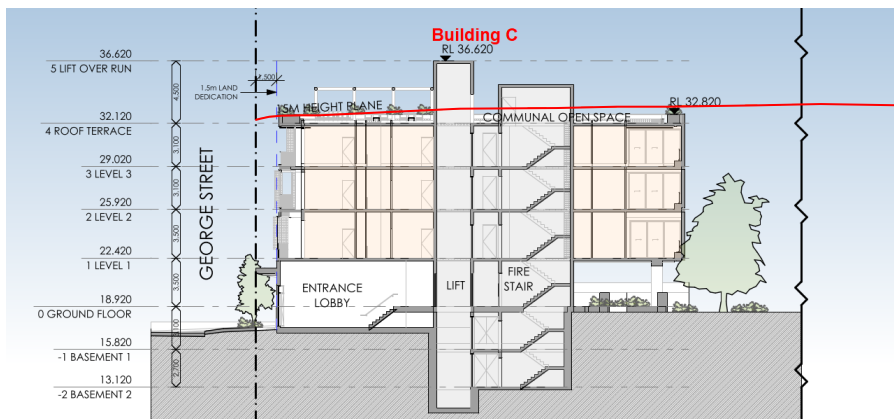 Building C
RL 36.620
36.620
5 LIFT OVER RUN
1.500
1.5m LAND
DEDICATION
4,500
5M HEIGHT PLANE
RL 32.820
COMMUNAL OPEN SPACE
32.120
4 ROOF TERRACE
3,100
29.020
3 LEVEL 3
3,100
25.920
2 LEVEL 2
3,500
22.420
1 LEVEL 1
GEORGE STREET
3,500
ENTRANCE
LOBBY
LIFT
FIRE
STAIR
18.920
0 GROUND FLOOR
3,100
15.820
-1 BASEMENT 1
2,700
13.120
-2 BASEMENT 2